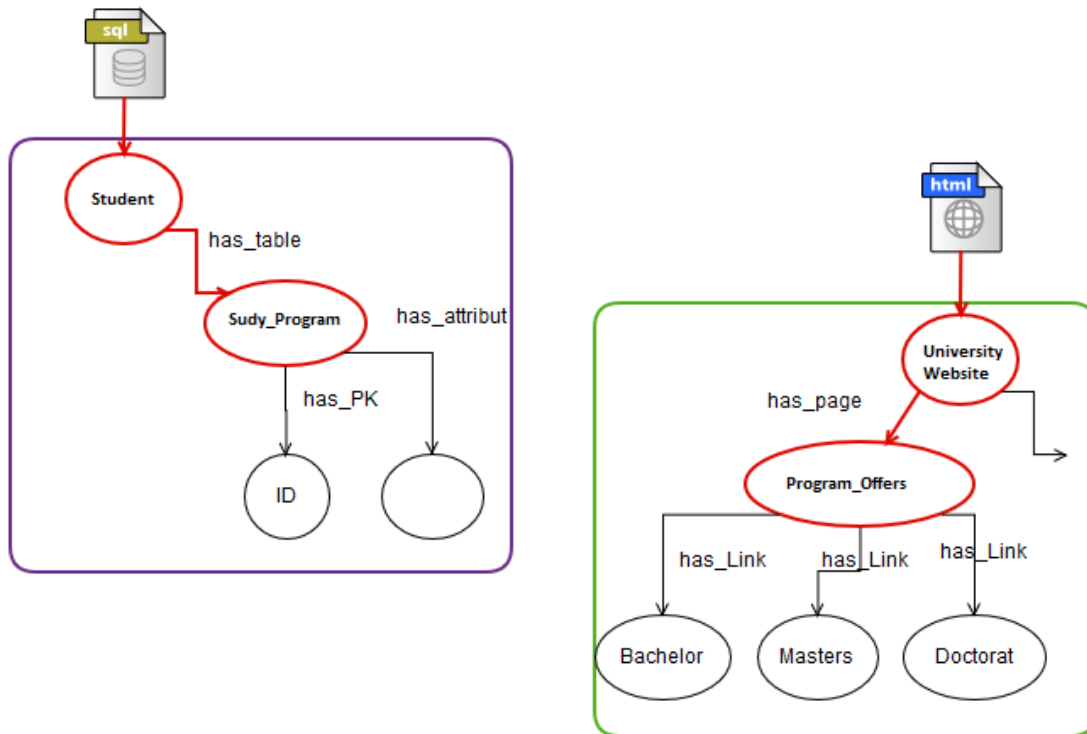 sql
Student
has_table
Sudy_Program
has_attribut
has_PK
ID
html
University
Website
has_page
Program_Offers
has_Link
has_Link
has_Link
Bachelor
Masters
Doctorat